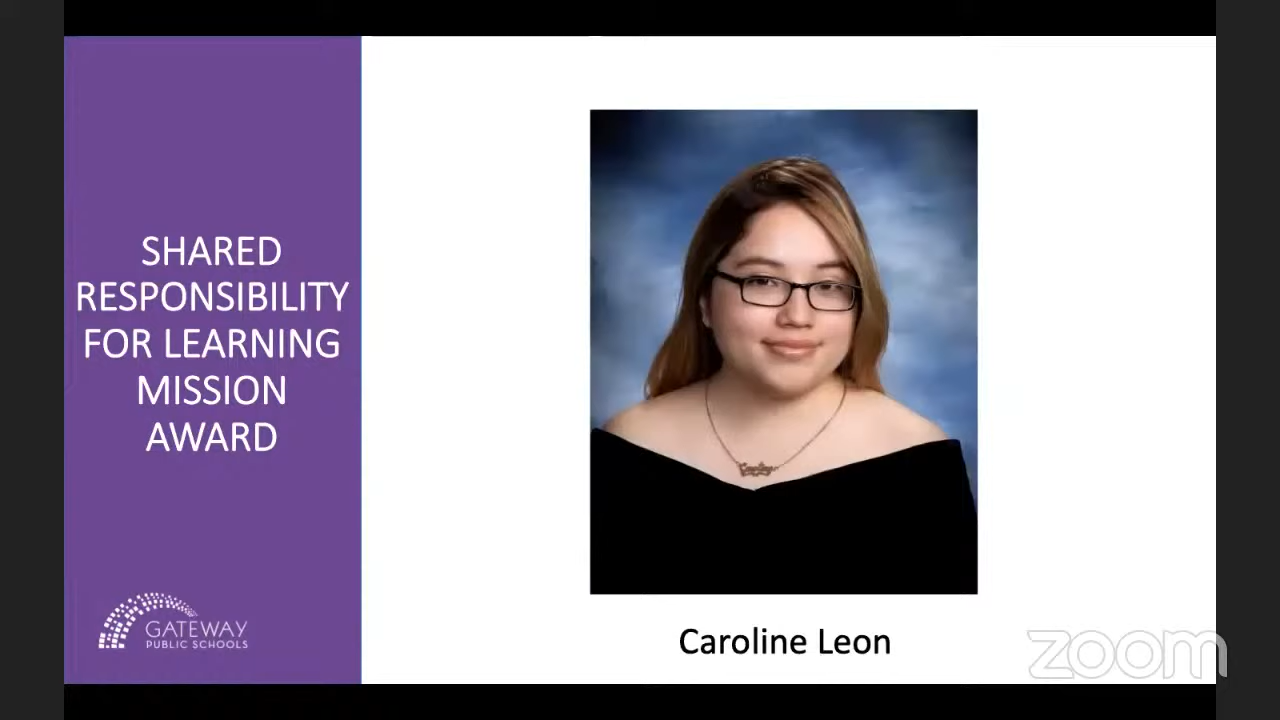 SHARED
RESPONSIBILITY
FOR LEARNING
MISSION
AWARD
GATEWAY
PUBLIC SCHOOLS
Caroline Leon
zoom